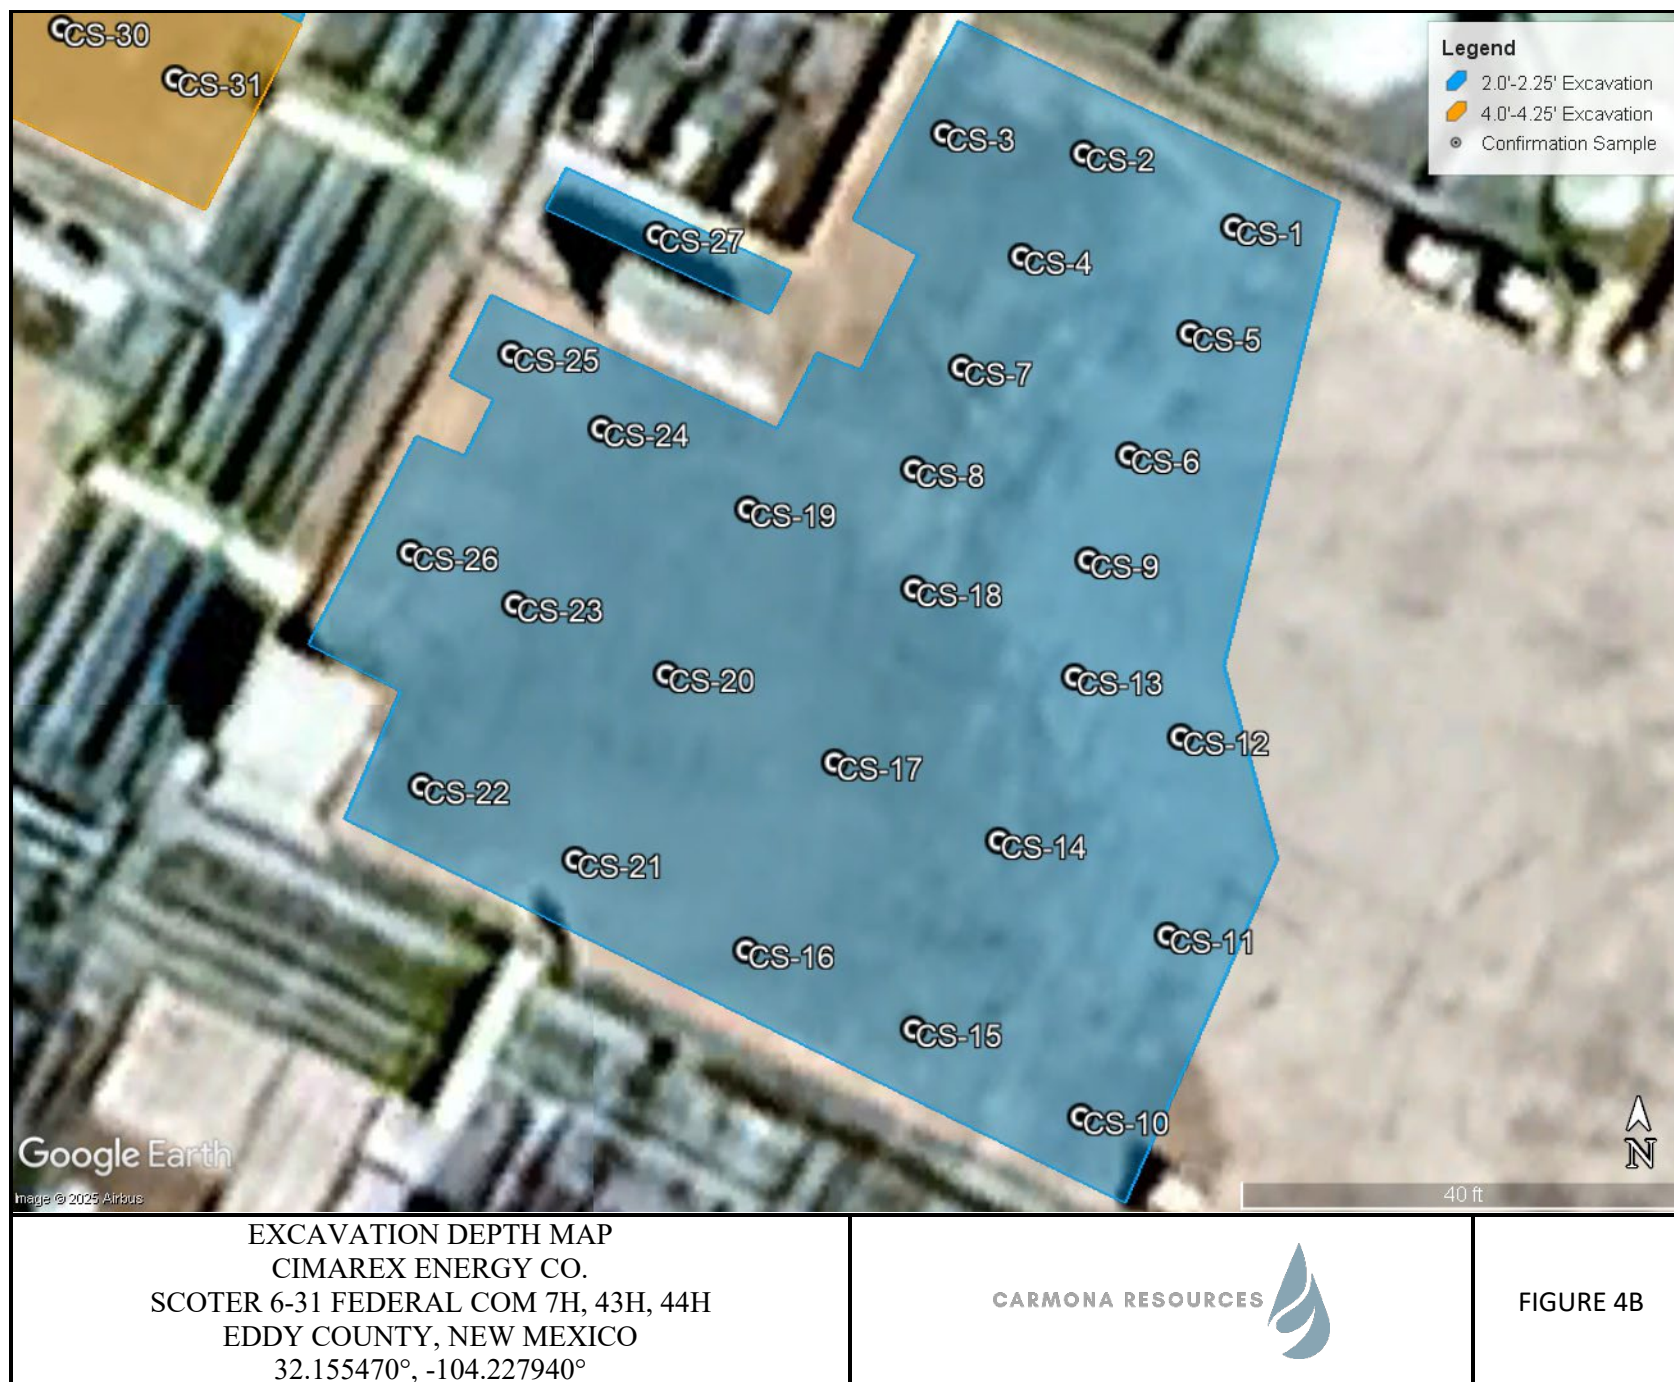 CS-30
CS-31
Legend
2.0'-2.25' Excavation
4.0'-4.25' Excavation
Confirmation Sample
CS-3
CS-2
CS-1
CS-27
CS-4
CS-5
CS-25
CS-7
CS-24
CS-8
CS-6
CS-19
CS-26
CS-9
CS-23
CS-18
CS-20
CS-13
CS-12
CS-17
CS-22
CS-14
CS-21
CS-11
CS-16
CS-15
CS-10
Google Earth
Image © 2025 Airbus
N
40 ft
EXCAVATION DEPTH MAP
CIMAREX ENERGY CO.
SCOTER 6-31 FEDERAL COM 7H, 43H, 44H
EDDY COUNTY, NEW MEXICO
32.155470°, -104.227940°
CARMONA RESOURCES
FIGURE 4B